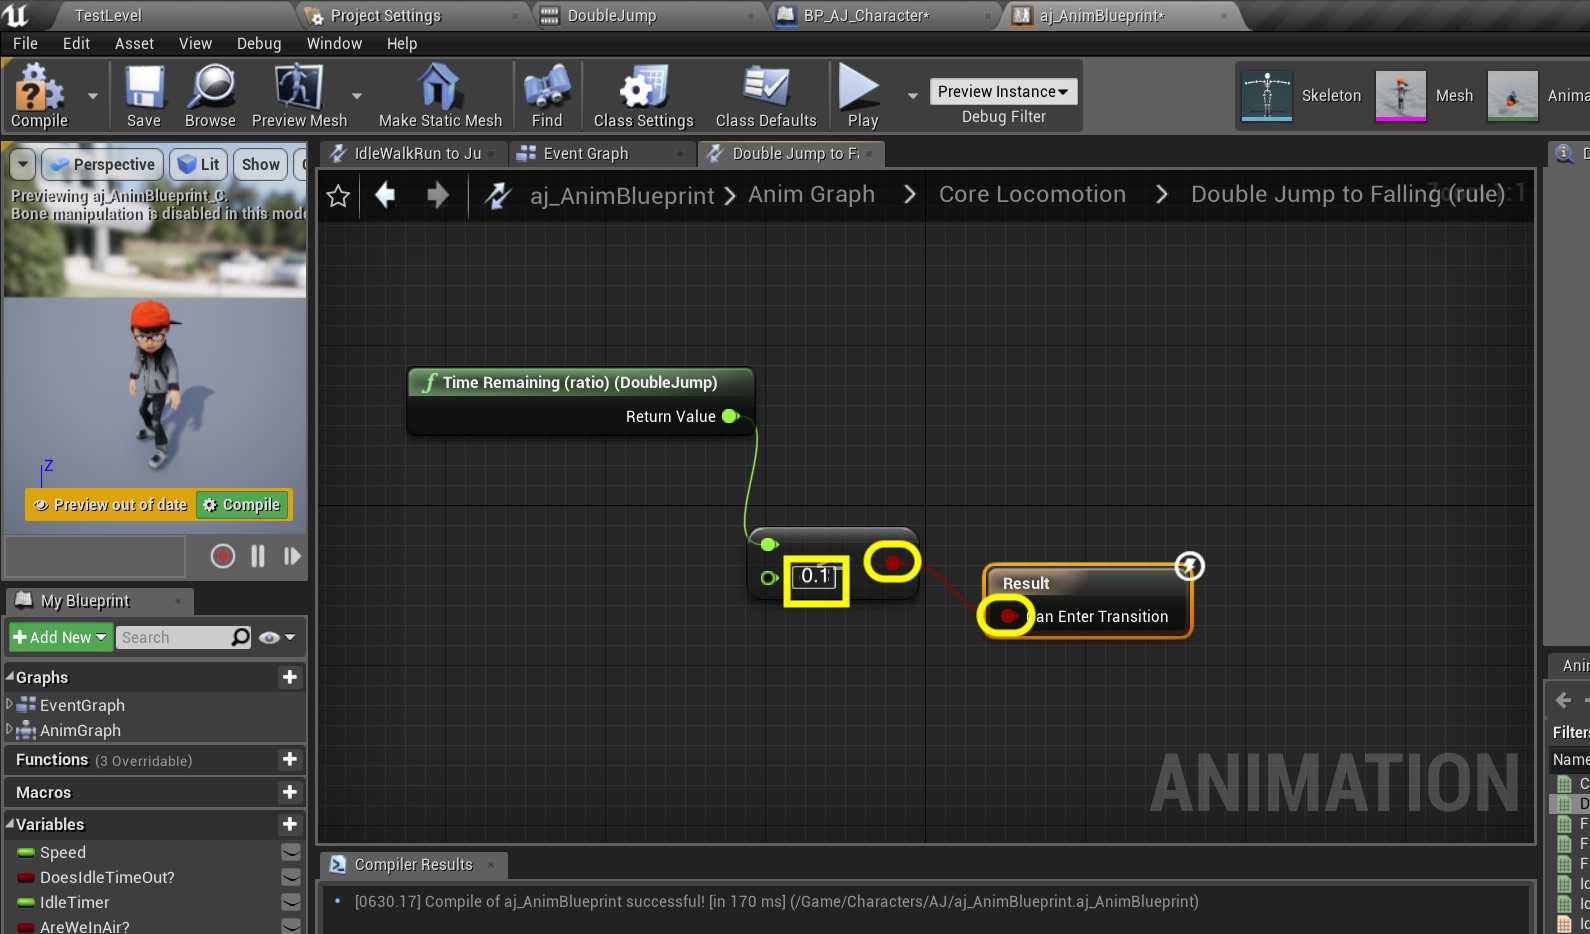 TestLevel
Project Settings
DoubleJump
BP_AJ_Character*
aj_AnimBlueprint*
File Edit Asset View Debug Window Help
Compile
Save
Browse
Preview Mesh
Make Static Mesh
Find
Class Settings
Class Defaults
Play
Preview Instance
Debug Filter
Skeleton
Mesh
Anima
Perspective
Lit
Show
Previewing aj_AnimBlueprint_C.
Bone manipulation is disabled in this mode
Z
Preview out of date
Compile
IdleWalkRun to Ju
Event Graph
Double Jump to Fa
aj_AnimBlueprint > Anim Graph > Core Locomotion > Double Jump to Falling (rule)
f Time Remaining (ratio) (DoubleJump)
Return Value
0.1
Result
Can Enter Transition
ANIMATION
My Blueprint
Add New
Search
Graphs
EventGraph
AnimGraph
Functions (3 Overridable)
Macros
Variables
Speed
DoesIdleTimeOut?
IdleTimer
AreWeInAir?
Compiler Results
[0630.17] Compile of aj_AnimBlueprint successful! [in 170 ms] (/Game/Characters/AJ/aj_AnimBlueprint.aj_AnimBlueprint)
D
Ani
Filters
Name
C
D
F
F
F
Id
Id
Id